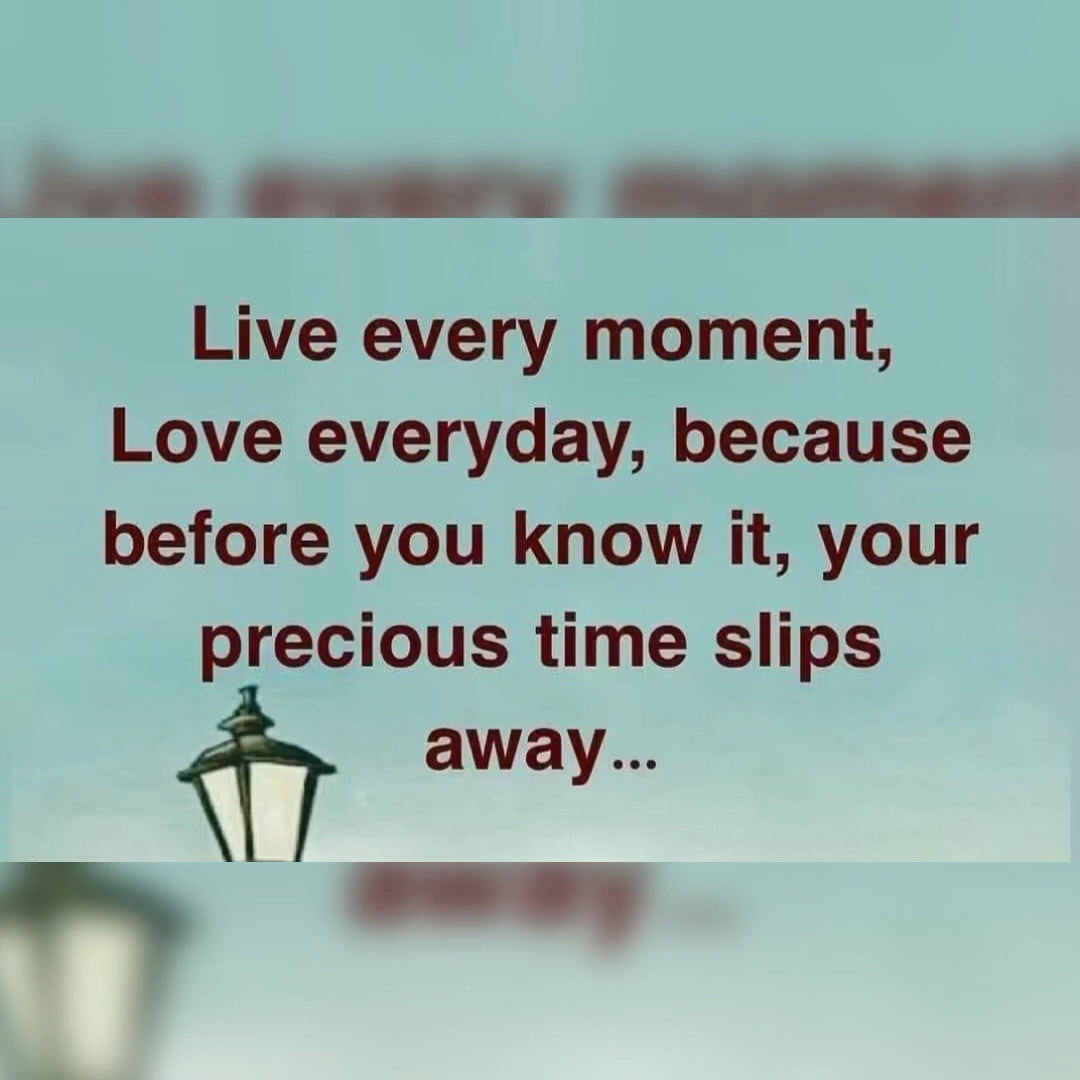 Live every moment,
Love everyday, because
before you know it, your
precious time slips
away...